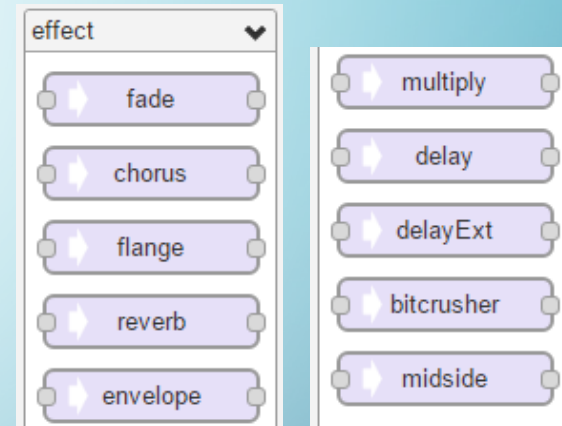 effect
fade
chorus
flange
reverb
envelope
multiply
delay
delayExt
bitcrusher
midside